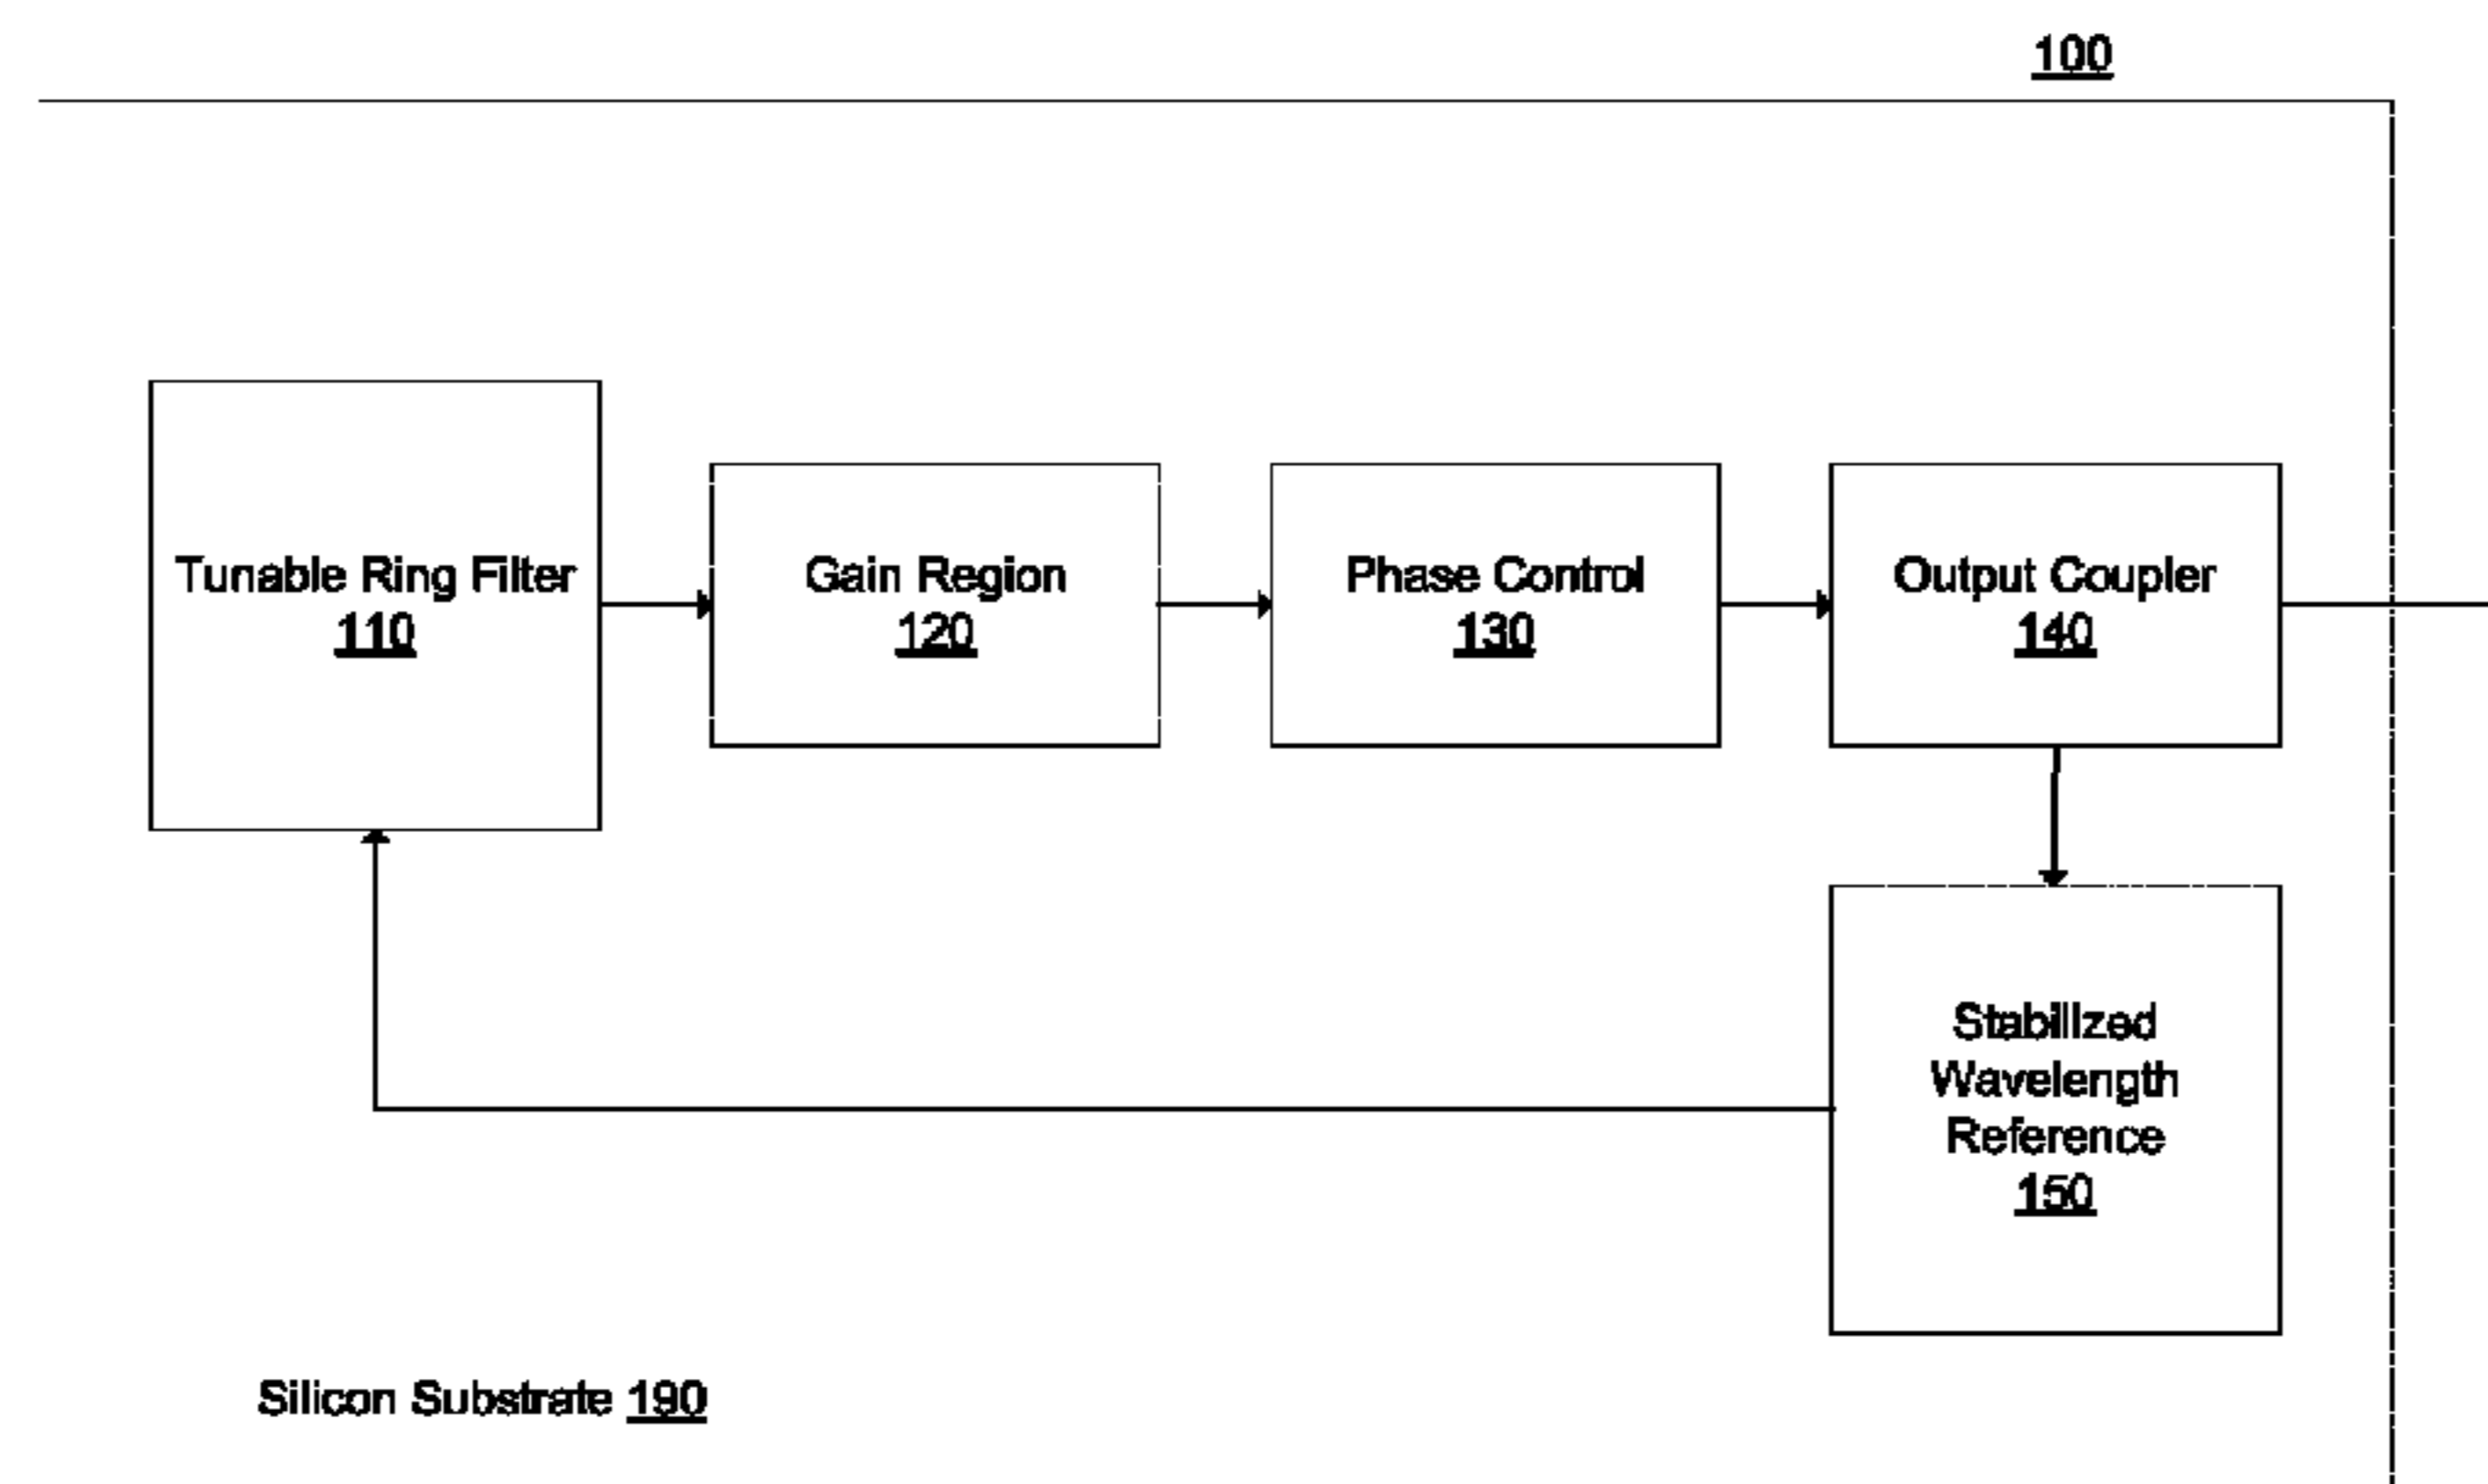 100
Tunable Ring Filter
110
Gain Region
120
Phase Control
130
Output Coupler
140
Stabilized
Wavelength
Reference
150
Silicon Substrate 190